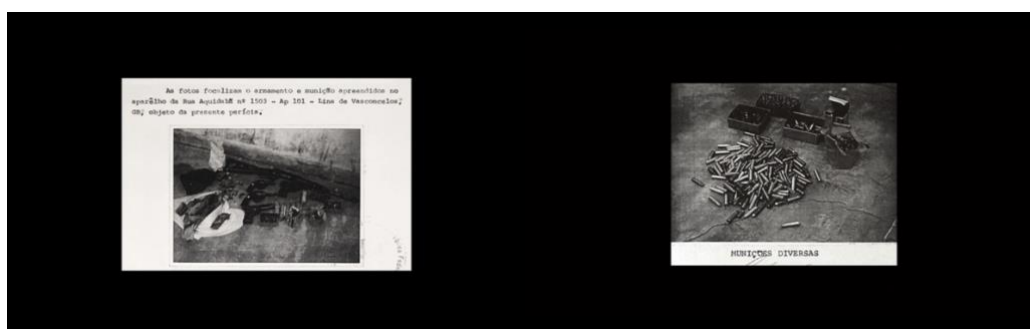 As fotos focalizam o armamento e munição apreendidos no
aparêlho da Rua Aquidabã nº 1503 - Ap 101 - Lins de Vasconcelos,
GB, objeto da presente perícia.
MUNIÇÕES DIVERSAS